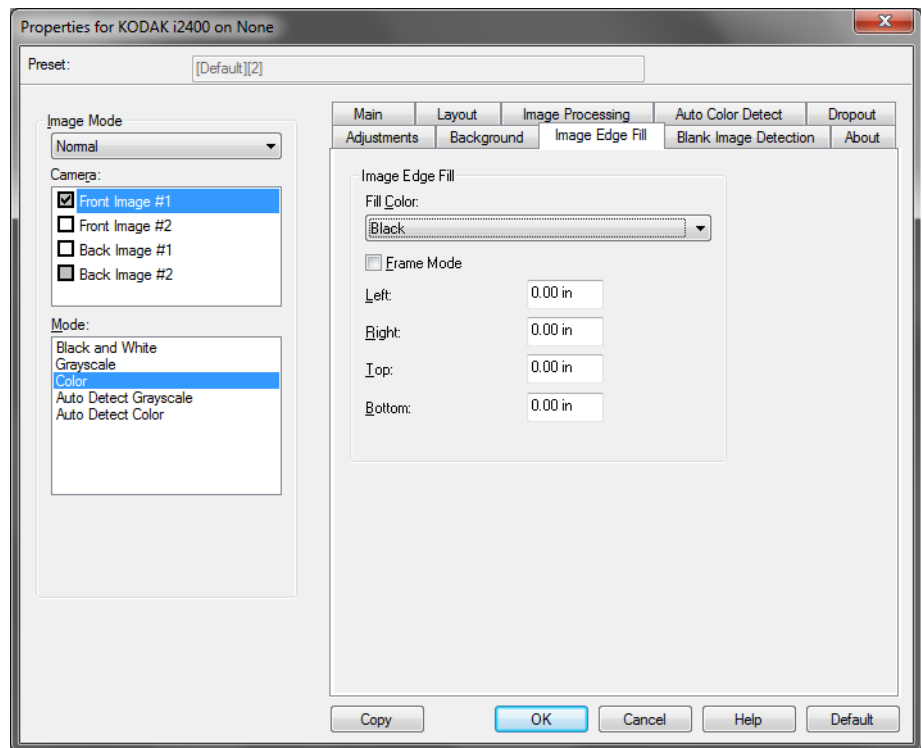 Properties for KODAK i2400 on None
Preset:
[Default][2]
Image Mode
Normal
Camera:
Front Image #1
Front Image #2
Back Image #1
Back Image #2
Mode:
Black and White
Grayscale
Color
Auto Detect Grayscale
Auto Detect Color
Main Layout Image Processing Auto Color Detect Dropout
Adjustments Background Image Edge Fill Blank Image Detection About
Image Edge Fill
Fill Color:
Black
Frame Mode
Left: 0.00 in
Right: 0.00 in
Top: 0.00 in
Bottom: 0.00 in
Copy OK Cancel Help Default